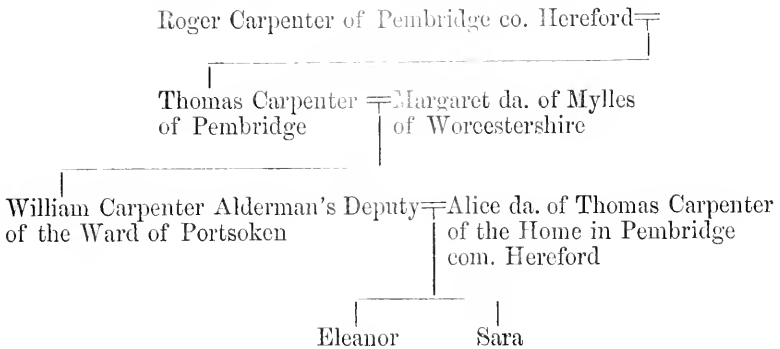 Roger Carpenter of Pembridge co. Hereford
Thomas Carpenter
of Pembridge
Margaret da. of Mylles
of Worcestershire
William Carpenter Alderman's Deputy
of the Ward of Portsoken
Alice da. of Thomas Carpenter
of the Home in Pembridge
com. Hereford
Eleanor Sara